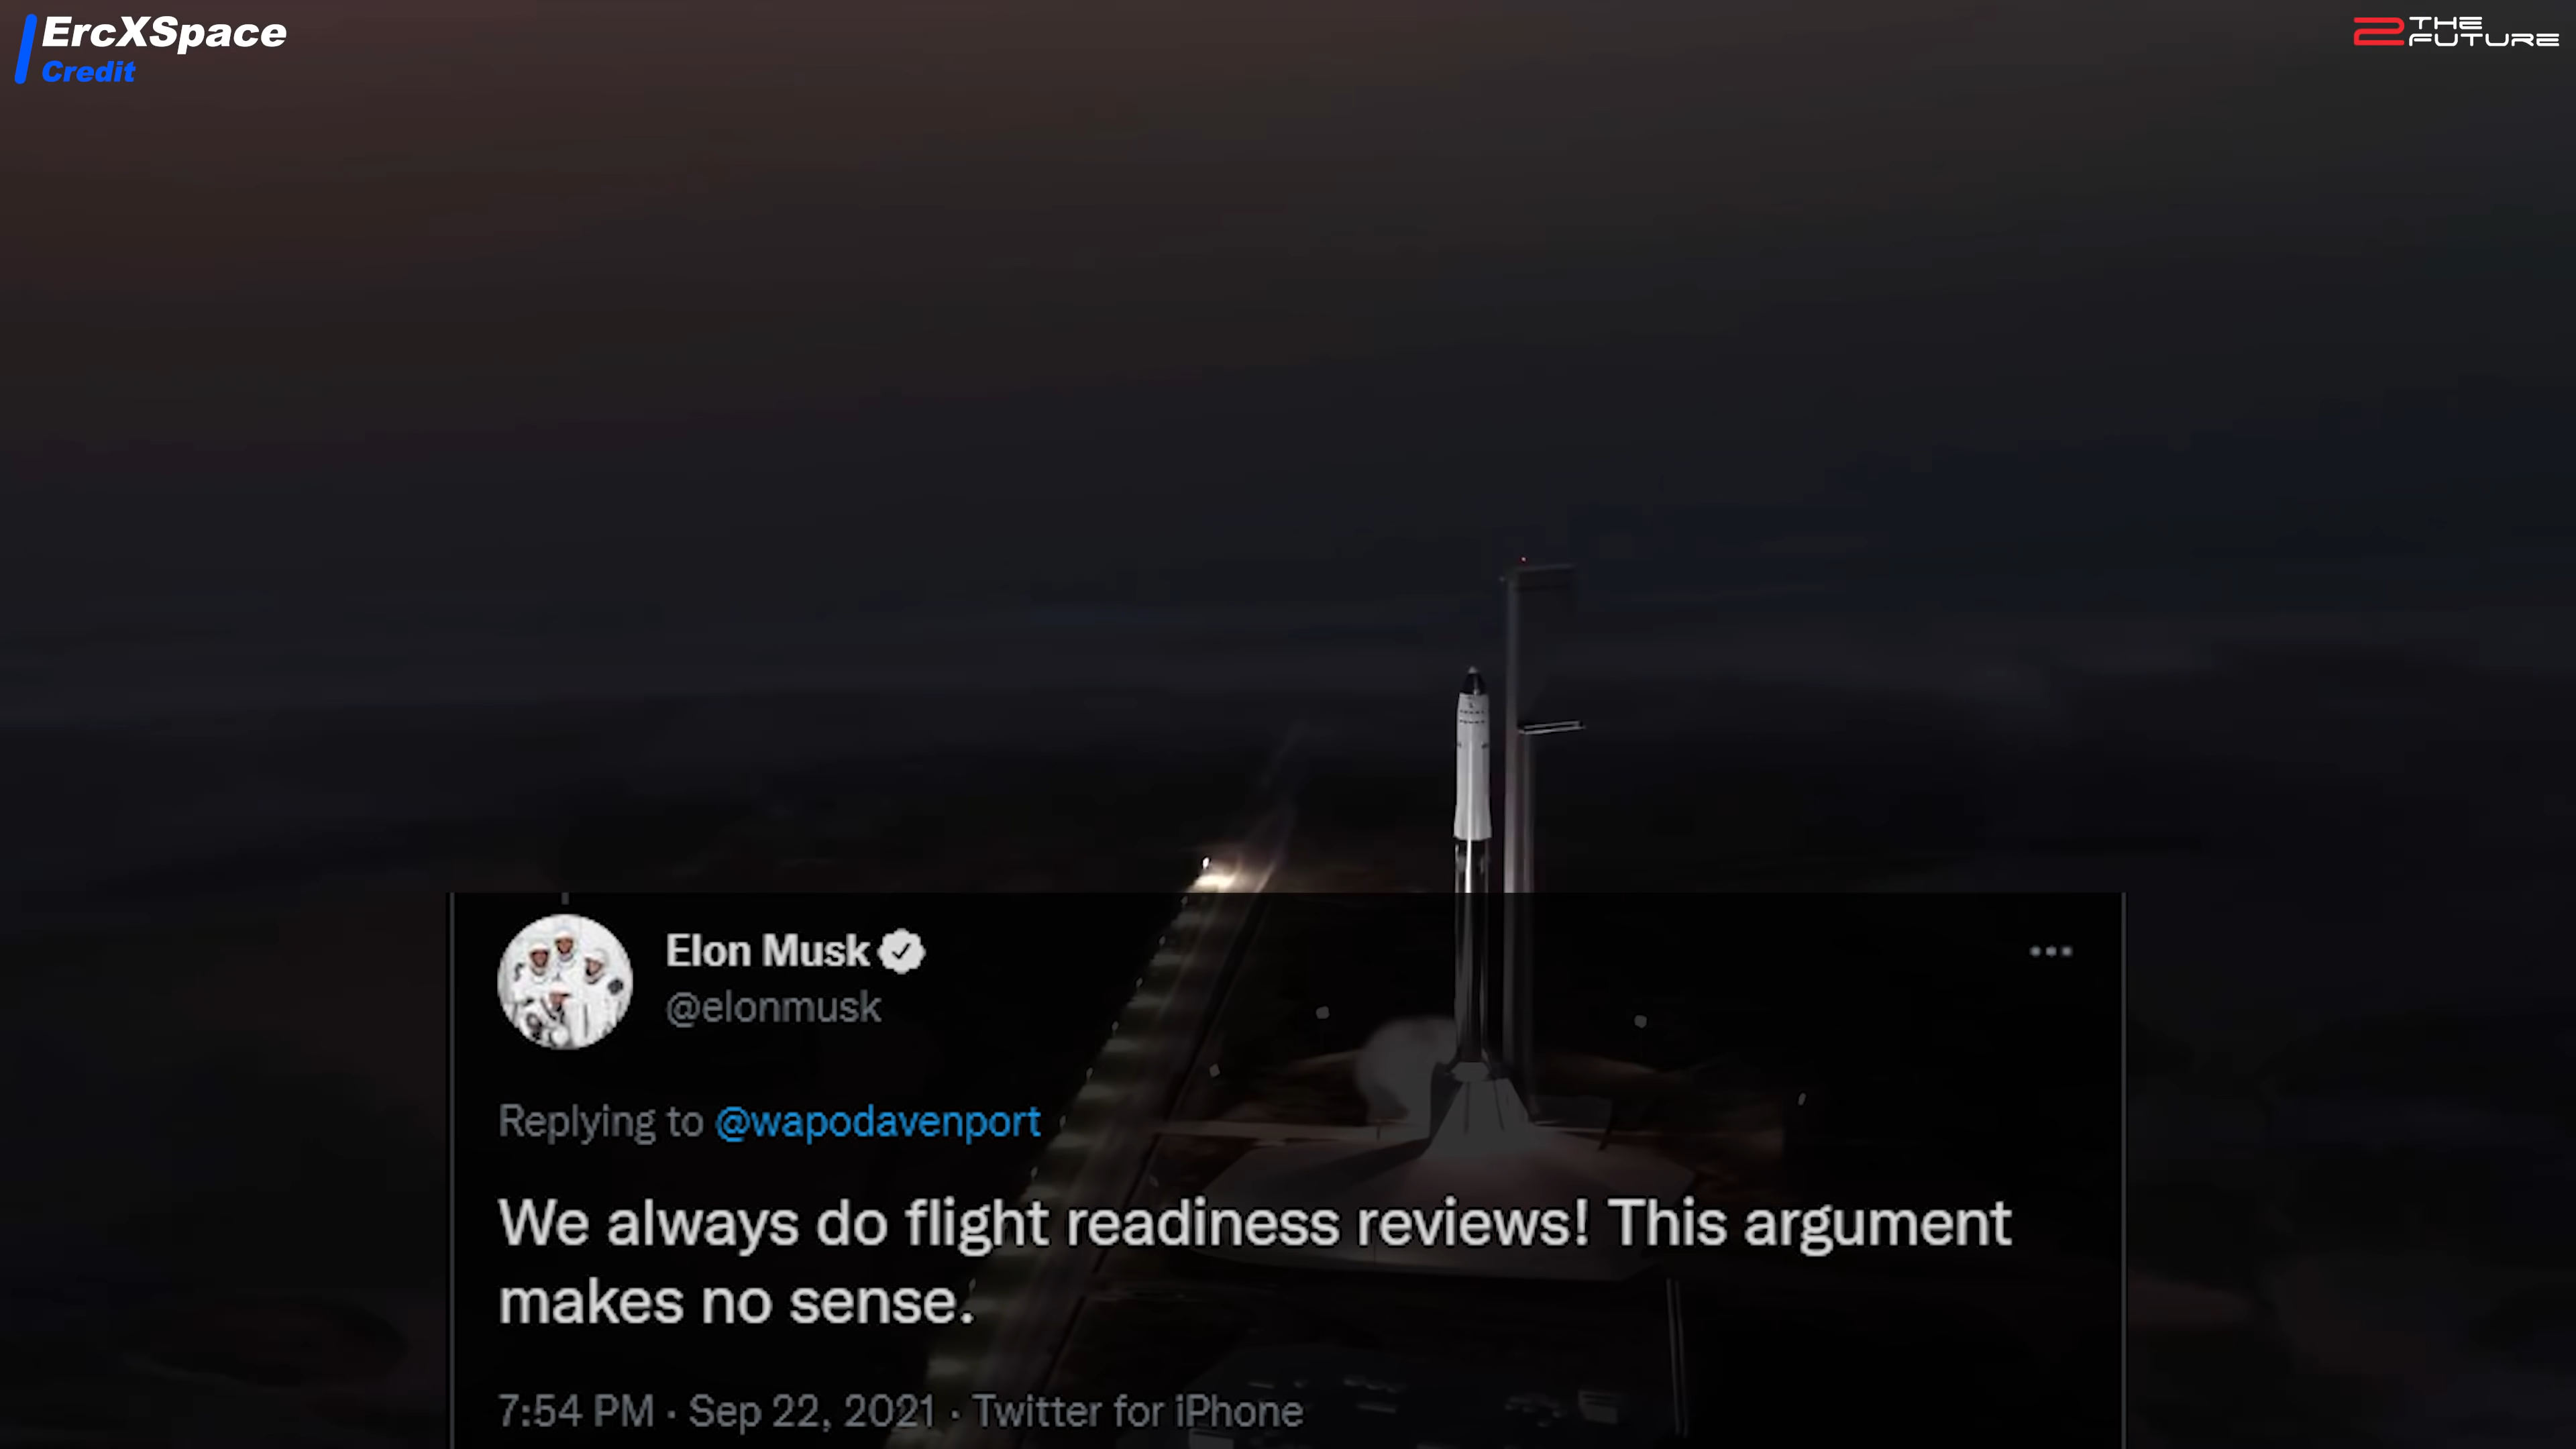 ErcXSpace
Credit
2 THE
FUTURE
Elon Musk
@elonmusk
Replying to @wapodavenport
We always do flight readiness reviews! This argument
makes no sense.
7:54 PM · Sep 22, 2021 · Twitter for iPhone